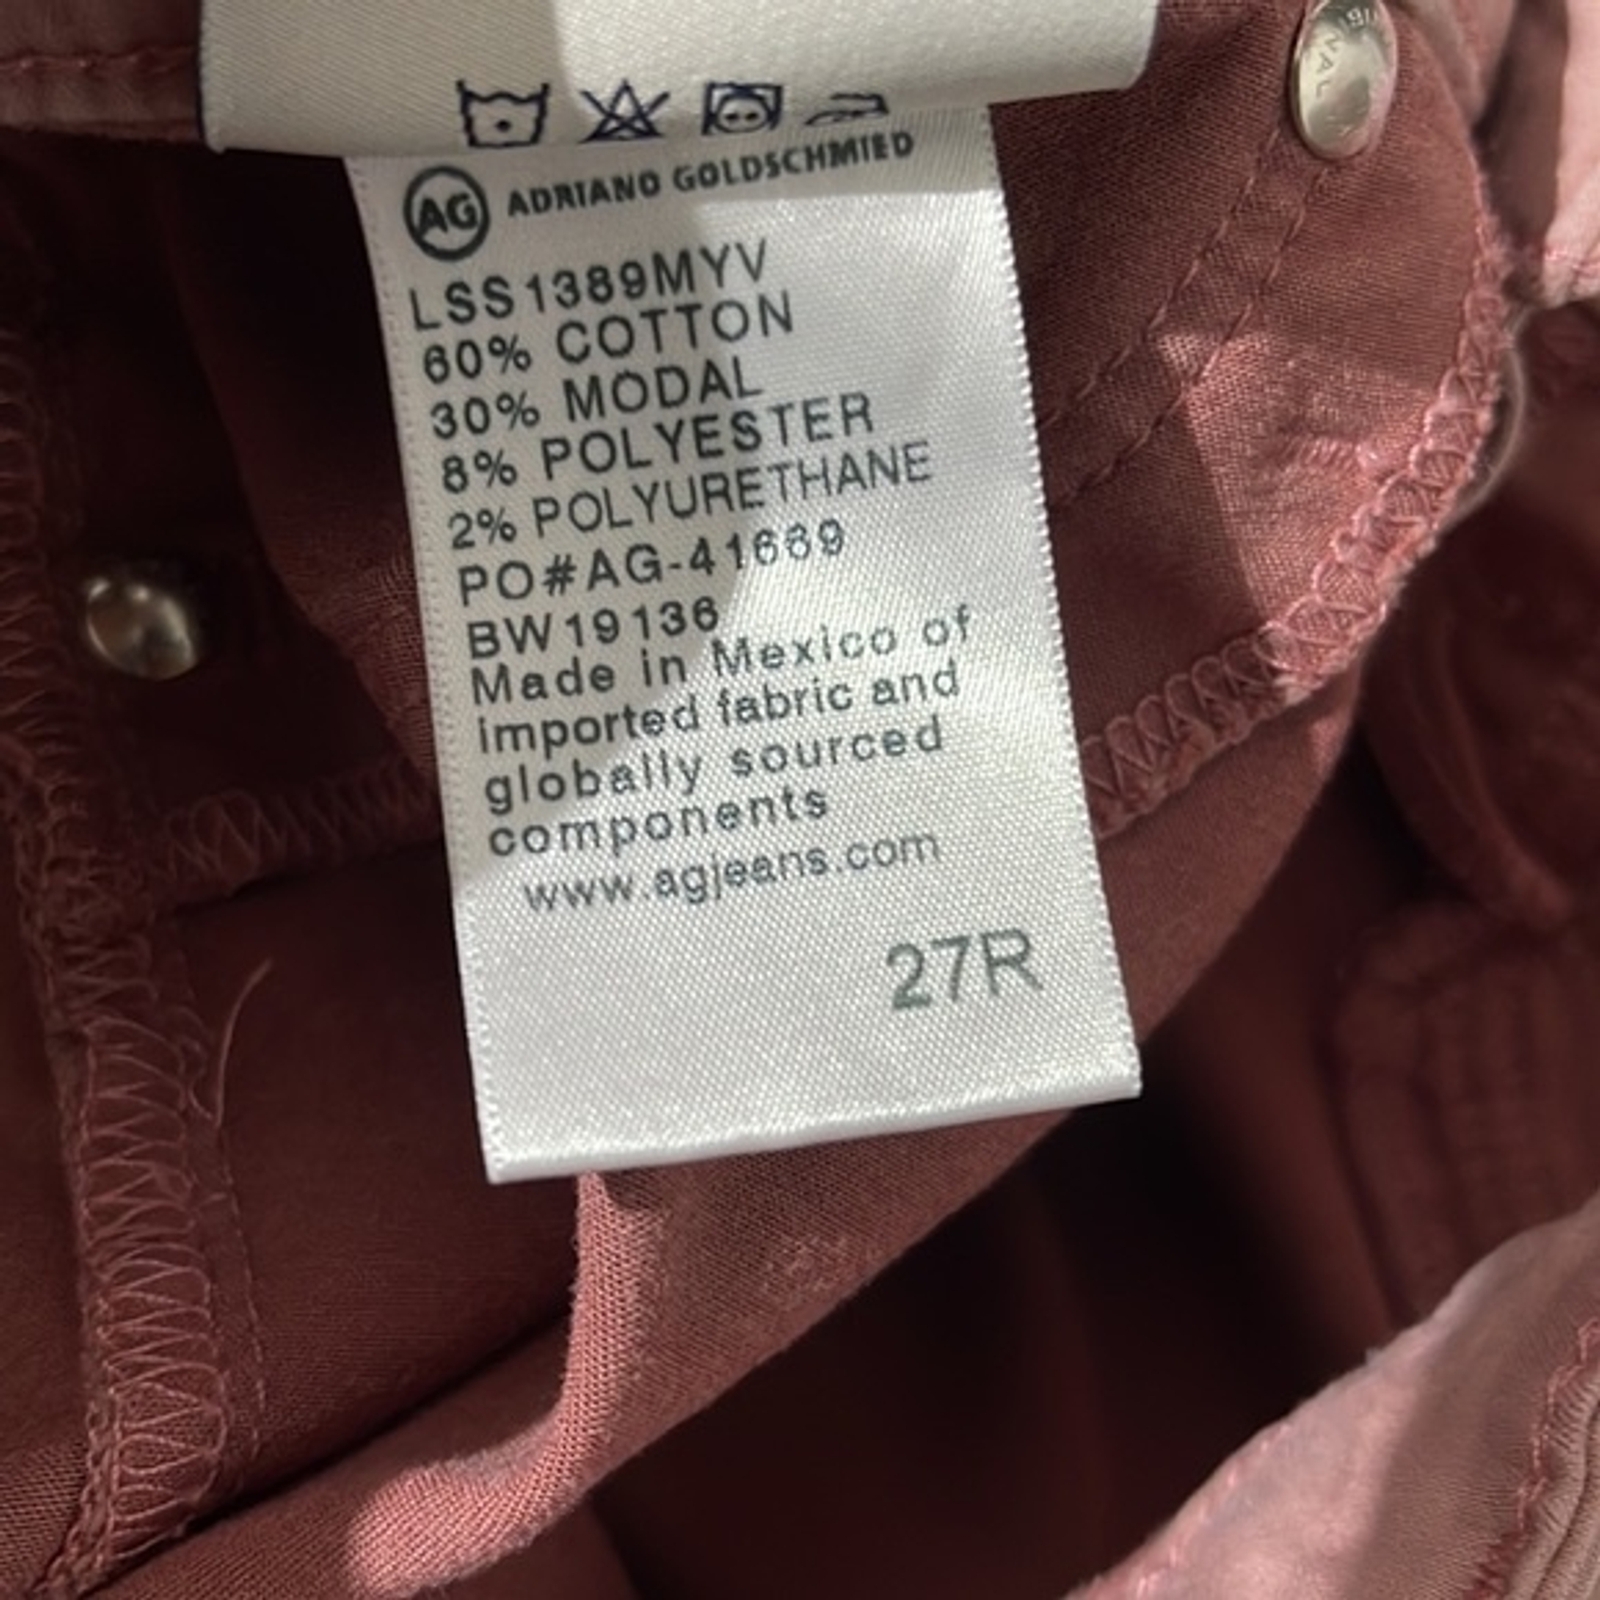 AG ADRIANO GOLDSCHMIED
LSS1389MYV
60% COTTON
30% MODAL
8% POLYESTER
2% POLYURETHANE
PO#AG-41669
BW19136
Made in Mexico of
imported fabric and
globally sourced
components
www.agjeans.com
27R